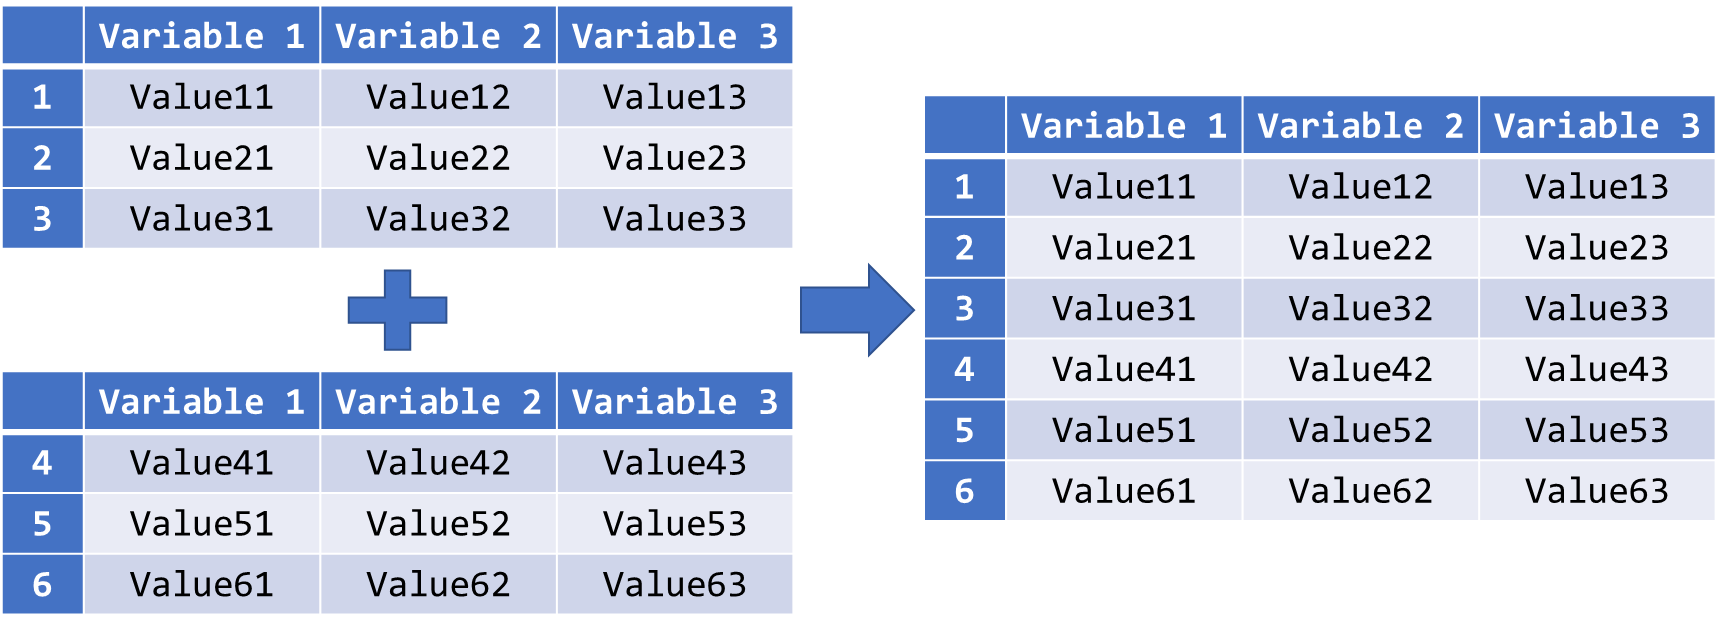 Variable 1 Variable 2 Variable 3
1 Value11 Value12 Value13
2 Value21 Value22 Value23
3 Value31 Value32 Value33
Variable 1 Variable 2 Variable 3
4 Value41 Value42 Value43
5 Value51 Value52 Value53
6 Value61 Value62 Value63
Variable 1 Variable 2 Variable 3
1 Value11 Value12 Value13
2 Value21 Value22 Value23
3 Value31 Value32 Value33
4 Value41 Value42 Value43
5 Value51 Value52 Value53
6 Value61 Value62 Value63